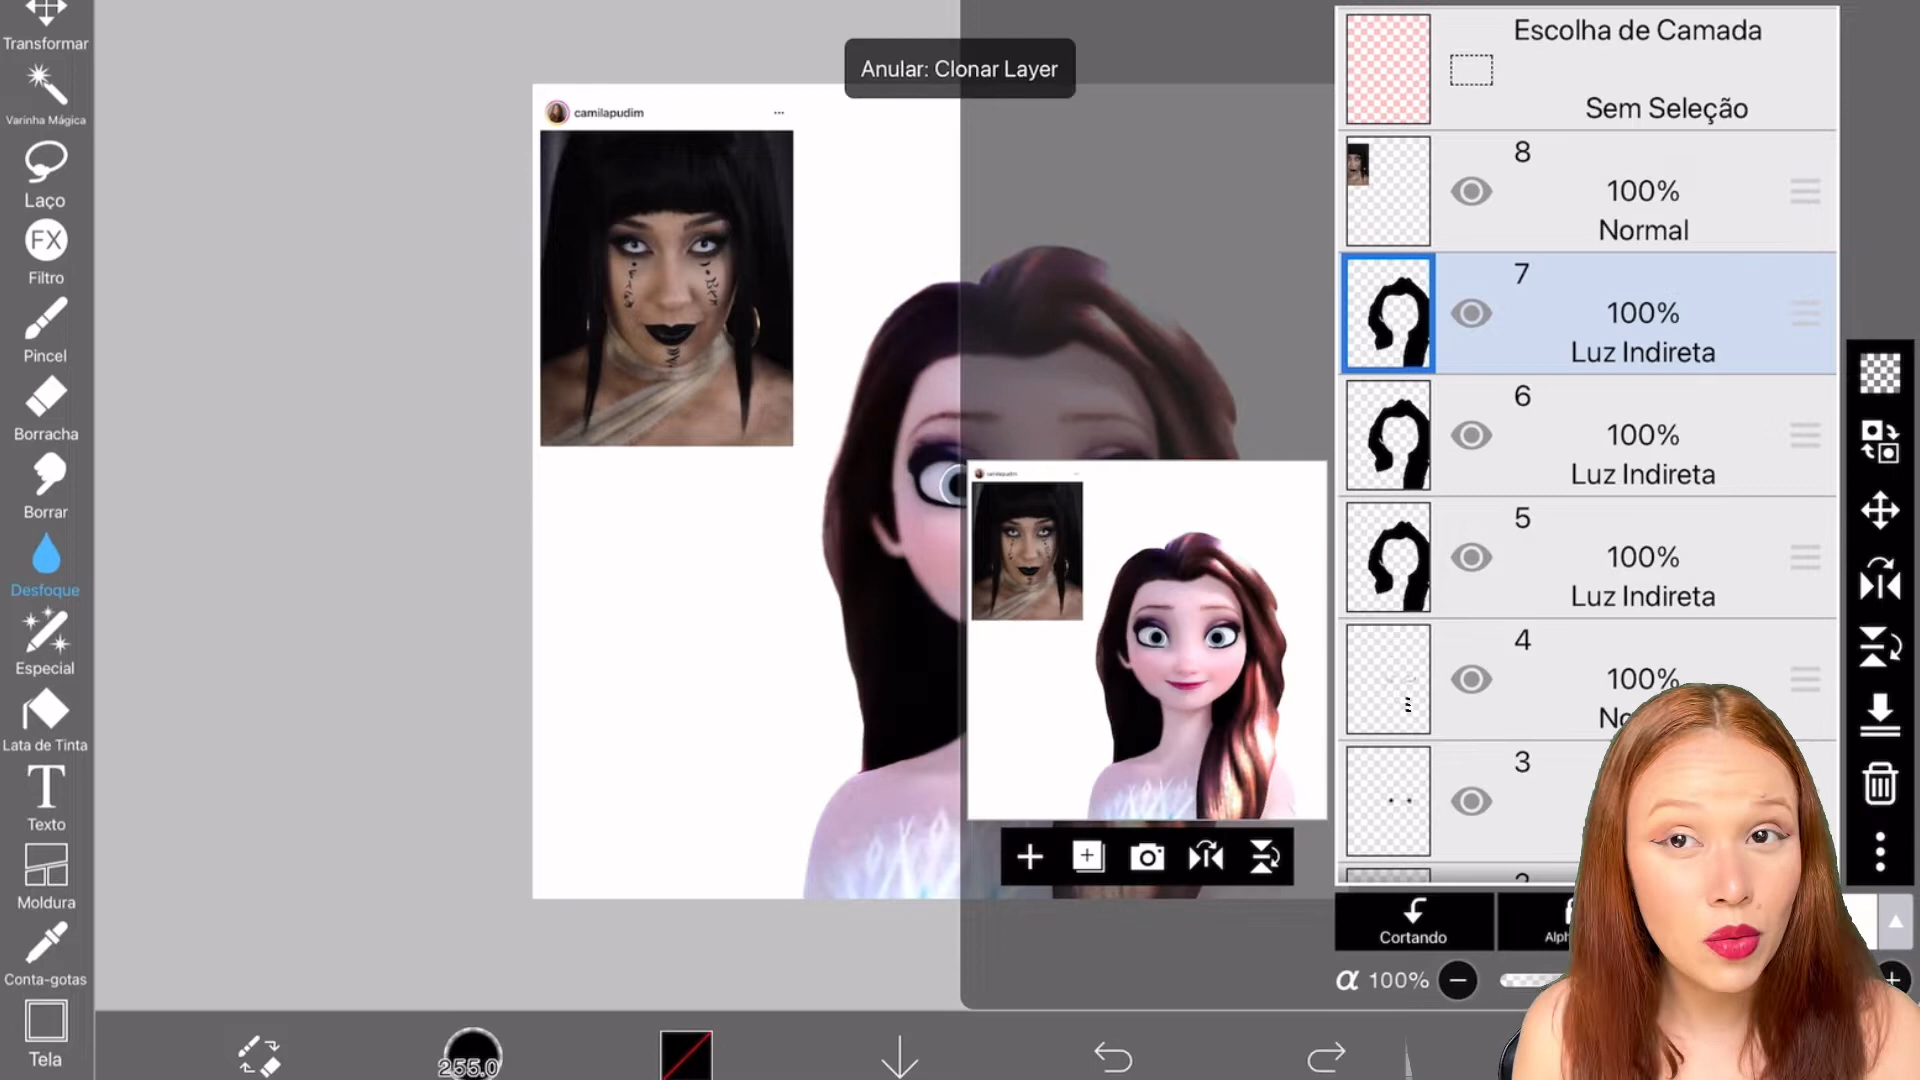 Transformar
Varinha Mágica
Laço
FX
Filtro
Pincel
Borracha
Borrar
Desfoque
Especial
Lata de Tinta
T
Texto
Moldura
Conta-gotas
Tela
Anular: Clonar Layer
camilapudim
camilapudim
255.0
Escolha de Camada
Sem Seleção
8
100%
Normal
7
100%
Luz Indireta
6
100%
Luz Indireta
5
100%
Luz Indireta
4
100%
3
Cortando
α 100%